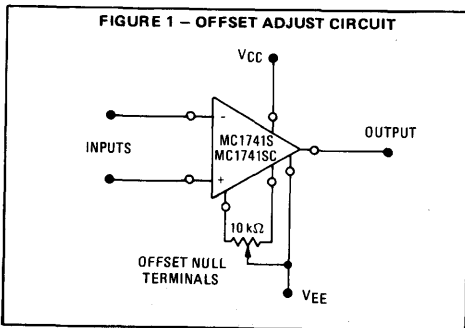 FIGURE 1 – OFFSET ADJUST CIRCUIT
VCC
-
MC1741S
MC1741SC
INPUTS
OUTPUT
+
10 kΩ
OFFSET NULL
TERMINALS
VEE